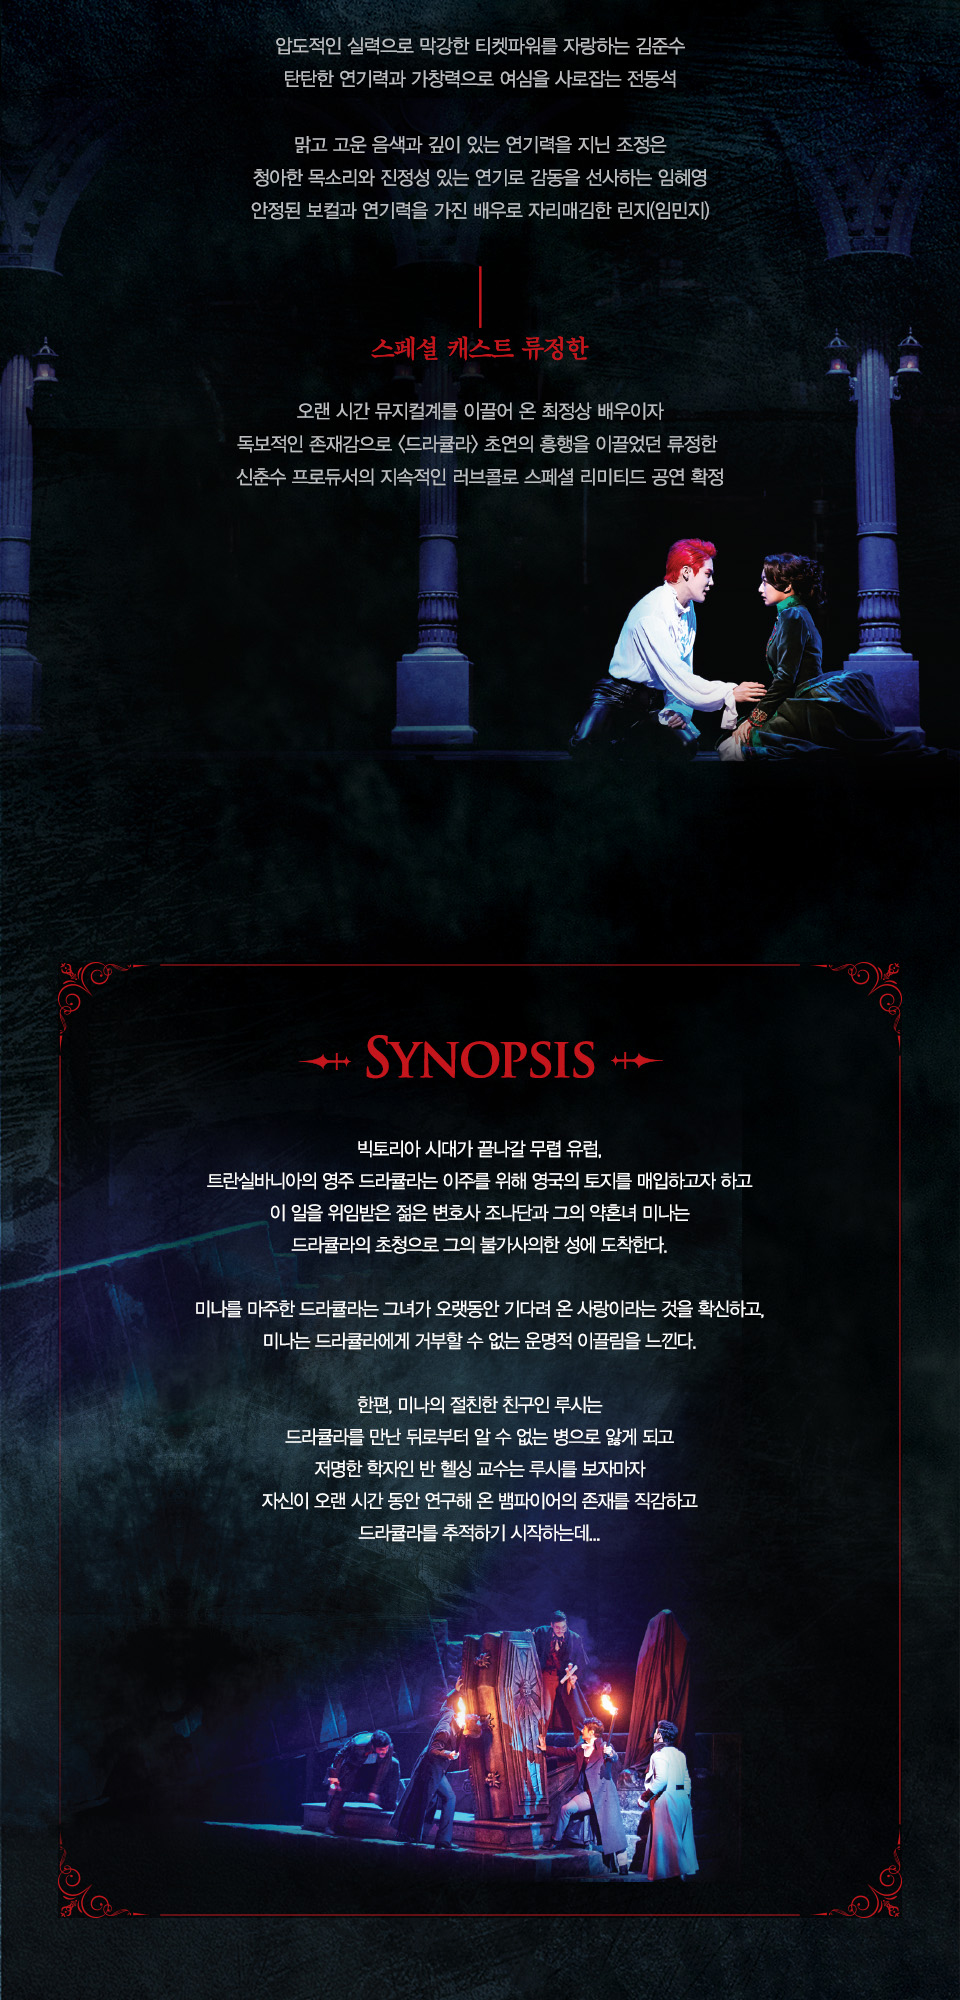 압도적인 실력으로 막강한 티켓파워를 자랑하는 김준수
탄탄한 연기력과 가창력으로 여심을 사로잡는 전동석
맑고 고운 음색과 깊이 있는 연기력을 지닌 조정은
청아한 목소리와 진정성 있는 연기로 감동을 선사하는 임혜영
안정된 보컬과 연기력을 가진 배우로 자리매김한 린지(임민지)
스페셜 캐스트 류정한
오랜 시간 뮤지컬계를 이끌어 온 최정상 배우이자
독보적인 존재감으로 <드라큘라> 초연의 흥행을 이끌었던 류정한
신춘수 프로듀서의 지속적인 러브콜로 스페셜 리미티드 공연 확정
SYNOPSIS
빅토리아 시대가 끝나갈 무렵 유럽,
트란실바니아의 영주 드라큘라는 이주를 위해 영국의 토지를 매입하고자 하고
이 일을 위임받은 젊은 변호사 조나단과 그의 약혼녀 미나는
드라큘라의 초청으로 그의 불가사의한 성에 도착한다.
미나를 마주한 드라큘라는 그녀가 오랫동안 기다려 온 사랑이라는 것을 확신하고,
미나는 드라큘라에게 거부할 수 없는 운명적 이끌림을 느낀다.
한편, 미나의 절친한 친구인 루시는
드라큘라를 만난 뒤로부터 알 수 없는 병으로 앓게 되고
저명한 학자인 반 헬싱 교수는 루시를 보자마자
자신이 오랜 시간 동안 연구해 온 뱀파이어의 존재를 직감하고
드라큘라를 추적하기 시작하는데...